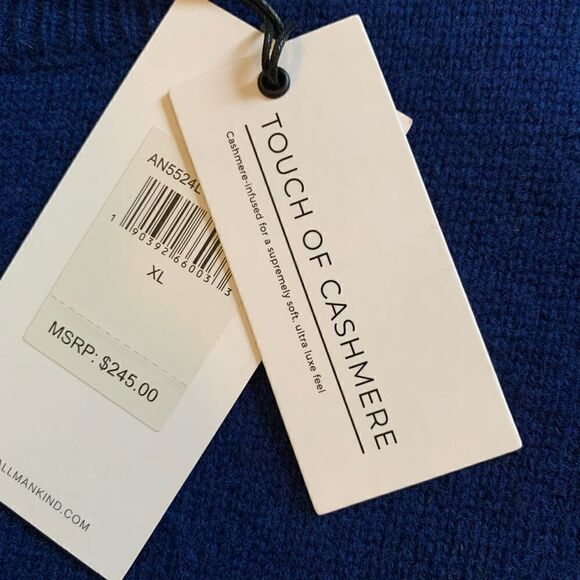 TOUCH OF CASHMERE
Cashmere-infused for a supremely soft, ultra luxe feel
AN5524L
1 90392 66003 3
XL
MSRP: $245.00
ALLMANKIND.COM